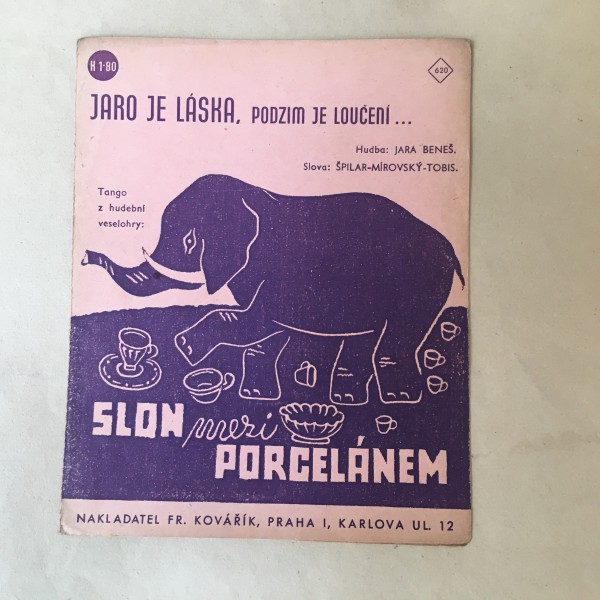 K 1·80
620
JARO JE LÁSKA, PODZIM JE LOUČENÍ...
Hudba: JARA BENEŠ.
Slova: ŠPILAR-MÍROVSKÝ-TOBIS.
Tango
z hudební
veselohry:
SLON mezi
PORCELÁNEM
NAKLADATEL FR. KOVÁŘÍK, PRAHA I, KARLOVA UL. 12